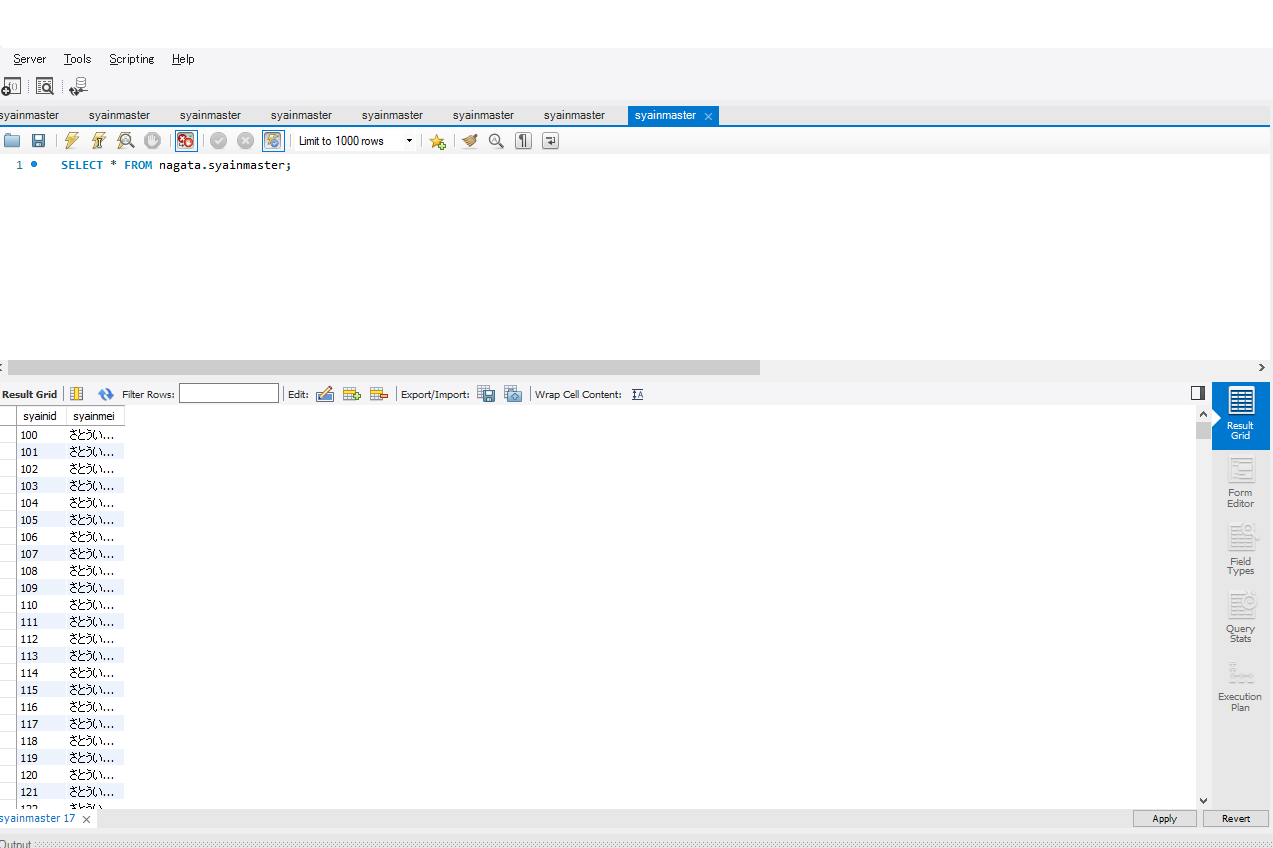 Server Tools Scripting Help
syainmaster syainmaster syainmaster syainmaster syainmaster syainmaster syainmaster syainmaster
Limit to 1000 rows
1 SELECT * FROM nagata.syainmaster;
Result Grid Filter Rows: Edit: Export/Import: Wrap Cell Content:
syainid syainmei
100 さとうい...
101 さとうい...
102 さとうい...
103 さとうい...
104 さとうい...
105 さとうい...
106 さとうい...
107 さとうい...
108 さとうい...
109 さとうい...
110 さとうい...
111 さとうい...
112 さとうい...
113 さとうい...
114 さとうい...
115 さとうい...
116 さとうい...
117 さとうい...
118 さとうい...
119 さとうい...
120 さとうい...
121 さとうい...
122 さとうい...
Result
Grid
Form
Editor
Field
Types
Query
Stats
Execution
Plan
syainmaster 17
Apply Revert
Output